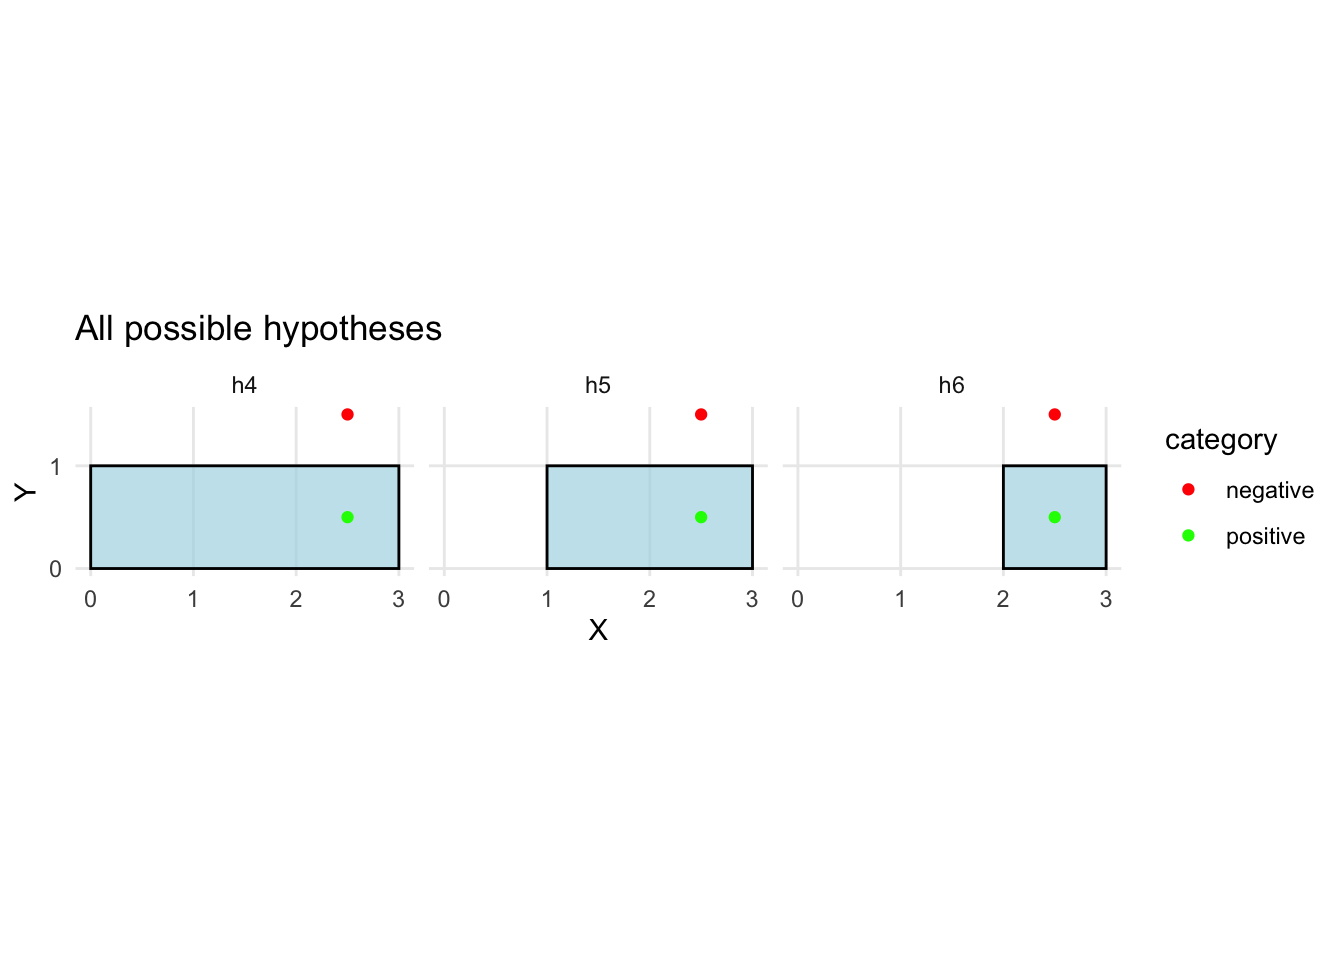 All possible hypotheses
h4 h5 h6
category
negative
positive
Y
1
0
0 1 2 3 0 1 2 3 0 1 2 3
X